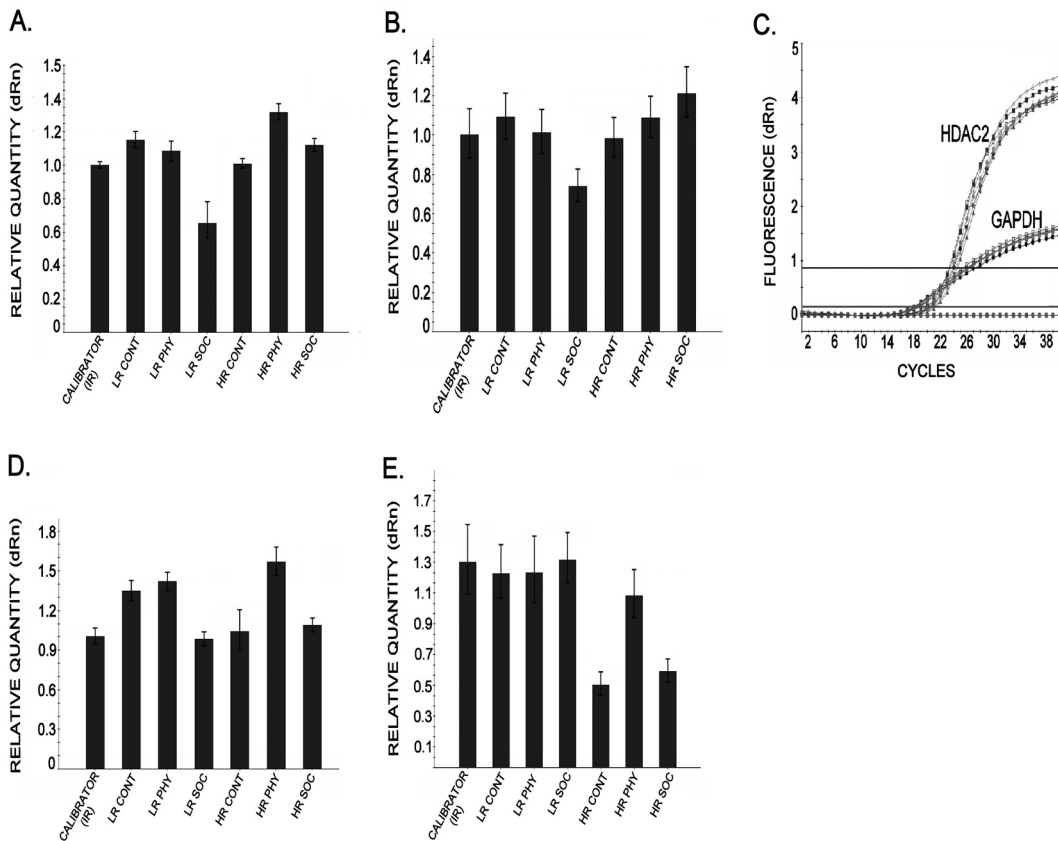 A.
RELATIVE QUANTITY (dRn)
1.5
1.4
1.2
1.0
0.8
0.6
0.4
0.2
0
CALIBRATOR (IR)
LR CONT
LR PHY
LR SOC
HR CONT
HR PHY
HR SOC
B.
RELATIVE QUANTITY (dRn)
1.4
1.2
1.0
0.8
0.6
0.4
0.2
0
CALIBRATOR (IR)
LR CONT
LR PHY
LR SOC
HR CONT
HR PHY
HR SOC
C.
FLUORESCENCE (dRn)
5
4
3
2
1
0
HDAC2
GAPDH
2 6 10 14 18 22 26 30 34 38
CYCLES
D.
RELATIVE QUANTITY (dRn)
1.8
1.5
1.2
1.0
0.9
0.6
0.3
0
CALIBRATOR (IR)
LR CONT
LR PHY
LR SOC
HR CONT
HR PHY
HR SOC
E.
RELATIVE QUANTITY (dRn)
1.7
1.5
1.3
1.1
0.9
0.7
0.5
0.3
0.1
CALIBRATOR (IR)
LR CONT
LR PHY
LR SOC
HR CONT
HR PHY
HR SOC